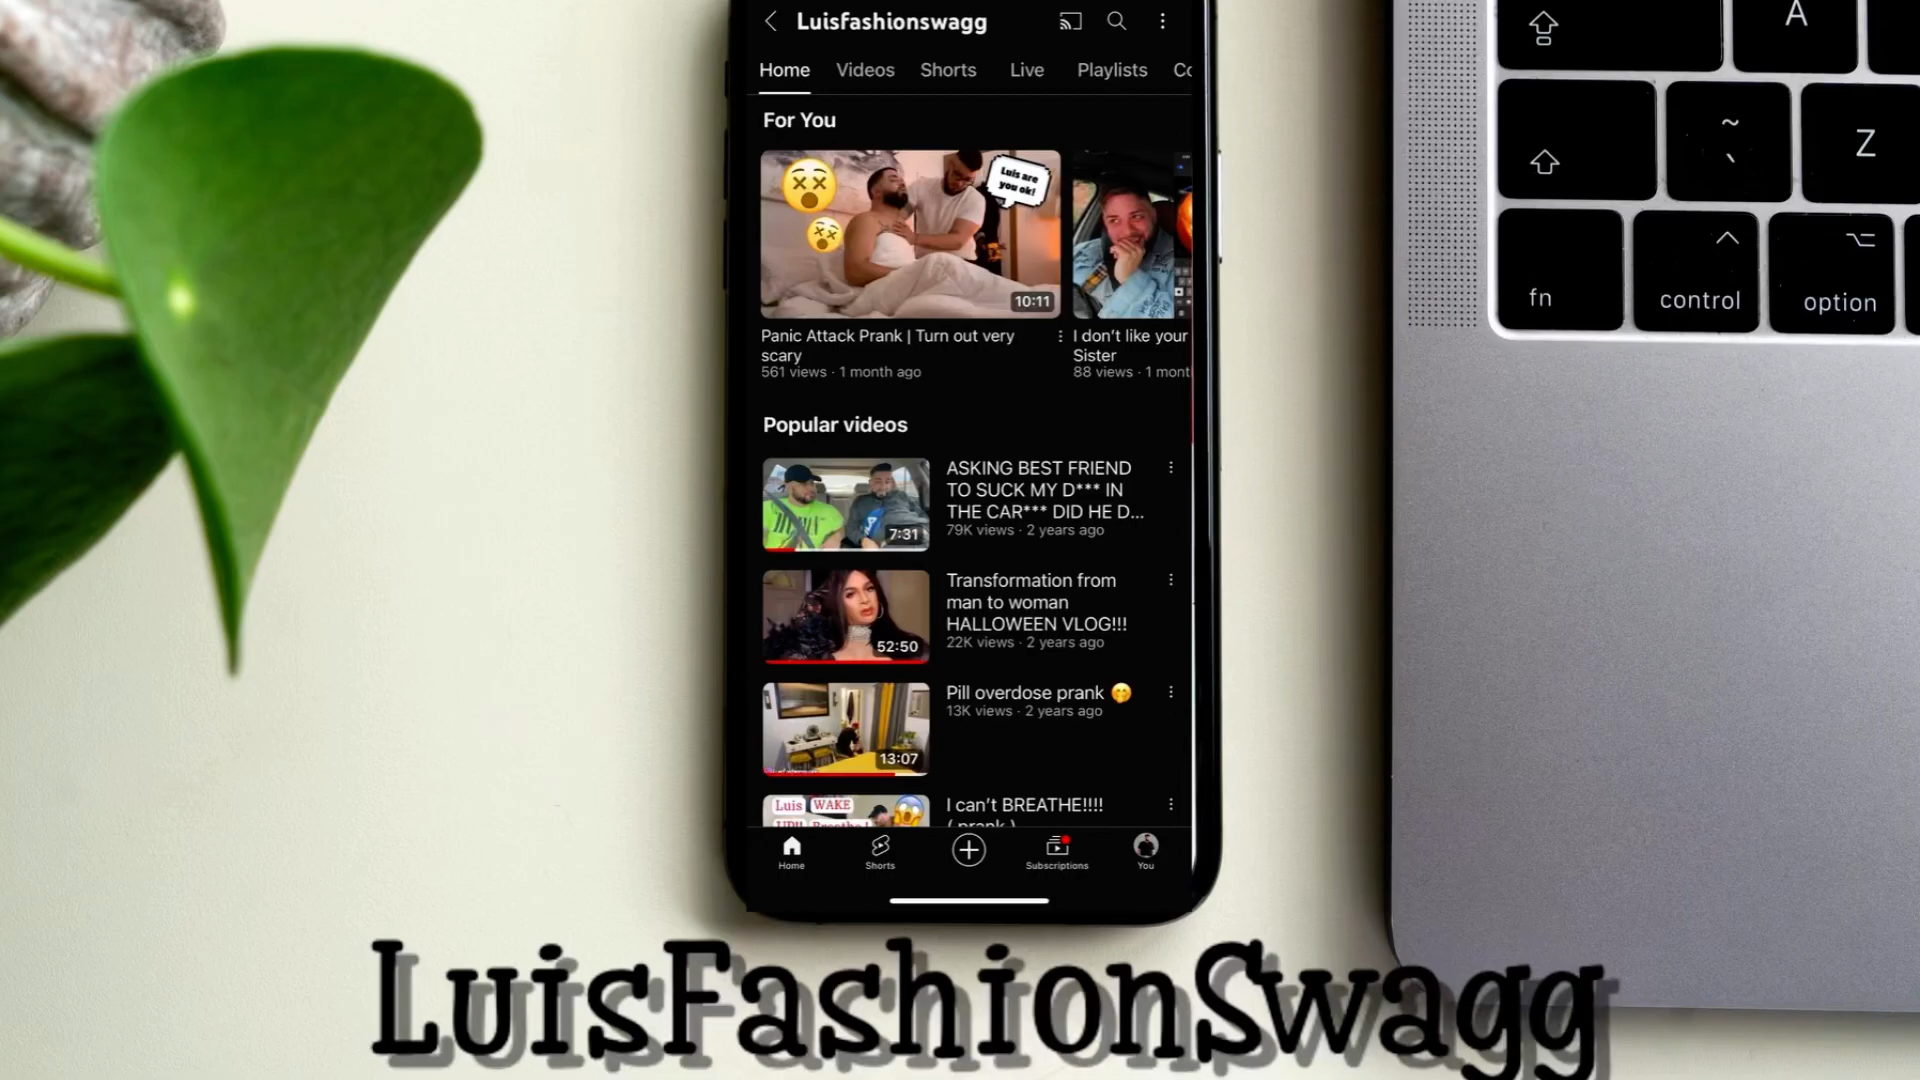 Luisfashionswagg
Home Videos Shorts Live Playlists Co
For You
Luis are
you ok!
10:11
Panic Attack Prank | Turn out very
scary
561 views · 1 month ago
I don't like your
Sister
88 views · 1 mont
Popular videos
7:31
ASKING BEST FRIEND
TO SUCK MY D*** IN
THE CAR*** DID HE D...
79K views · 2 years ago
52:50
Transformation from
man to woman
HALLOWEEN VLOG!!!
22K views · 2 years ago
13:07
Pill overdose prank 🤭
13K views · 2 years ago
Luis WAKE
UP!! Breathe!
I can't BREATHE!!!!
( prank )
Home Shorts Subscriptions You
A
~
`
Z
fn
control
option
LuisFashionSwagg